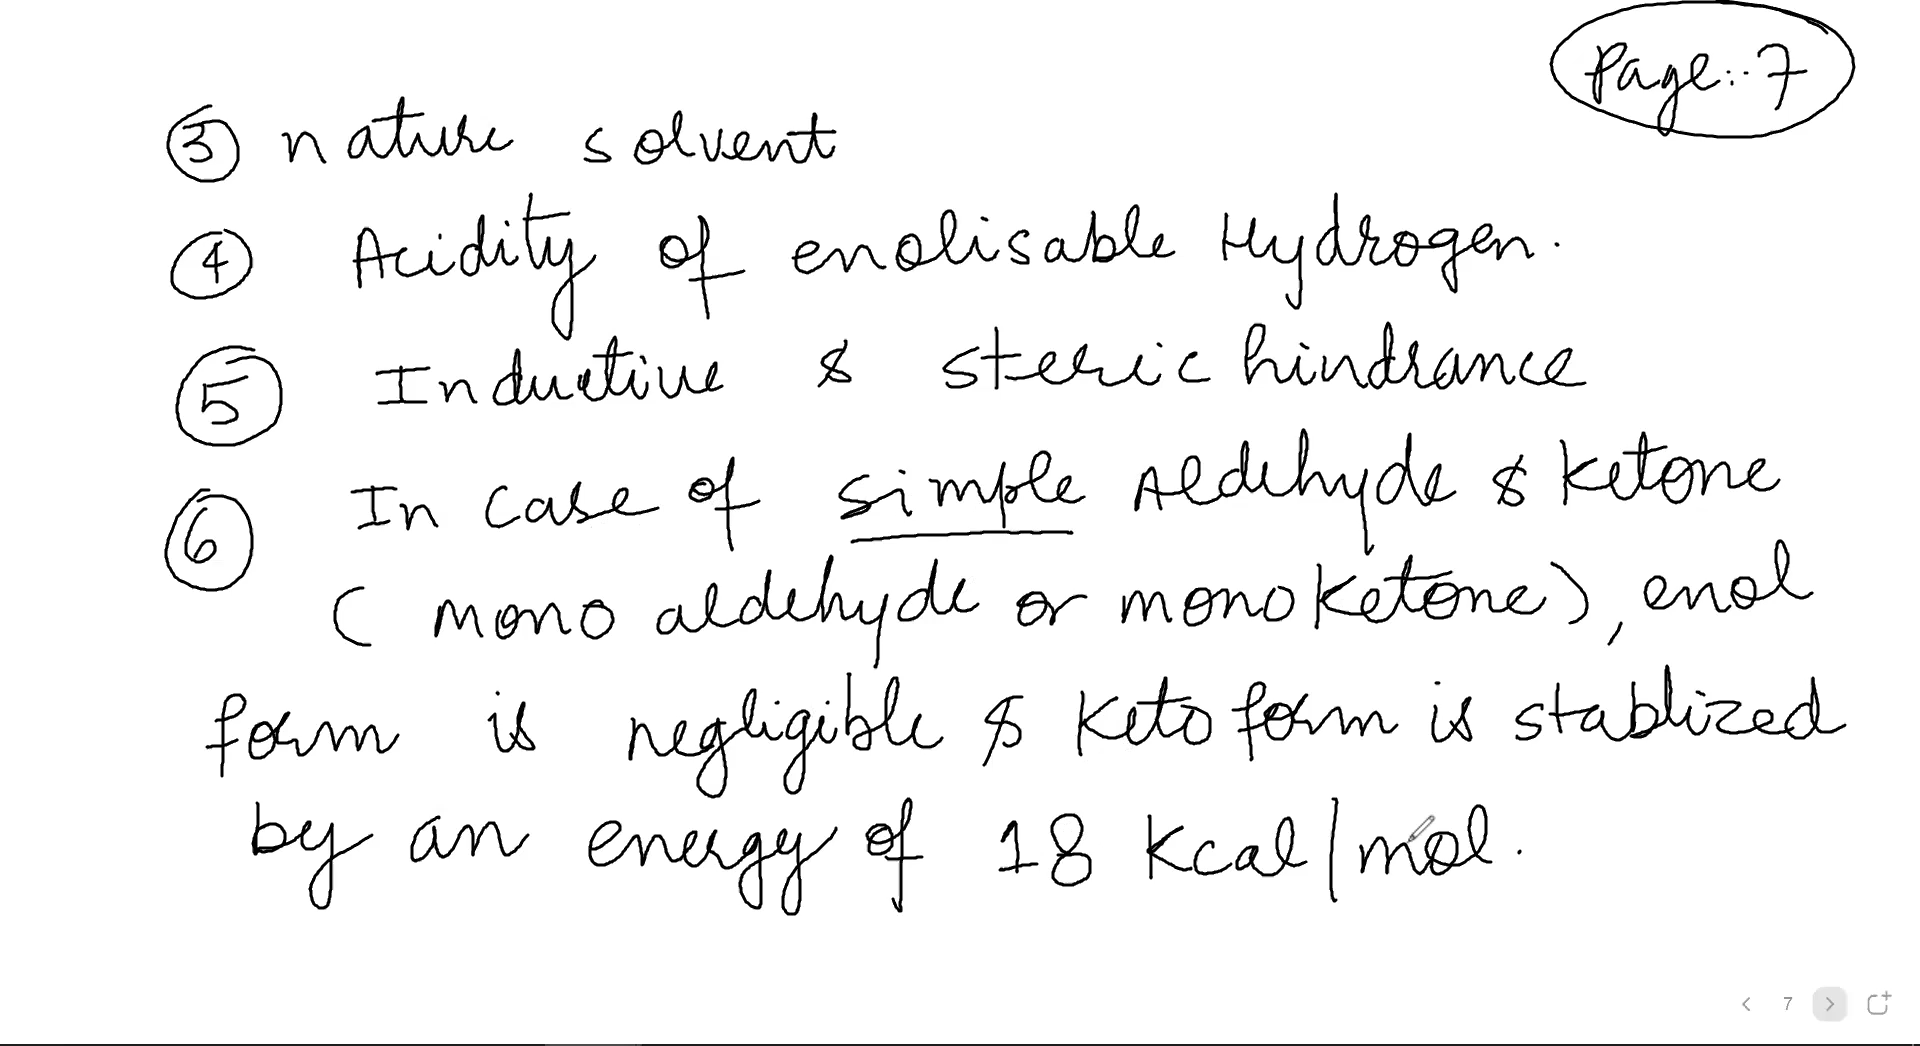 Page:-7
③ nature solvent
④ Acidity of enolisable Hydrogen.
⑤ Inductive & steric hindrance
⑥ In case of simple Aldehyde & Ketone
(mono aldehyde or mono Ketone), enol
form is negligible & Keto form is stablized
by an energy of 18 Kcal/mol.
7